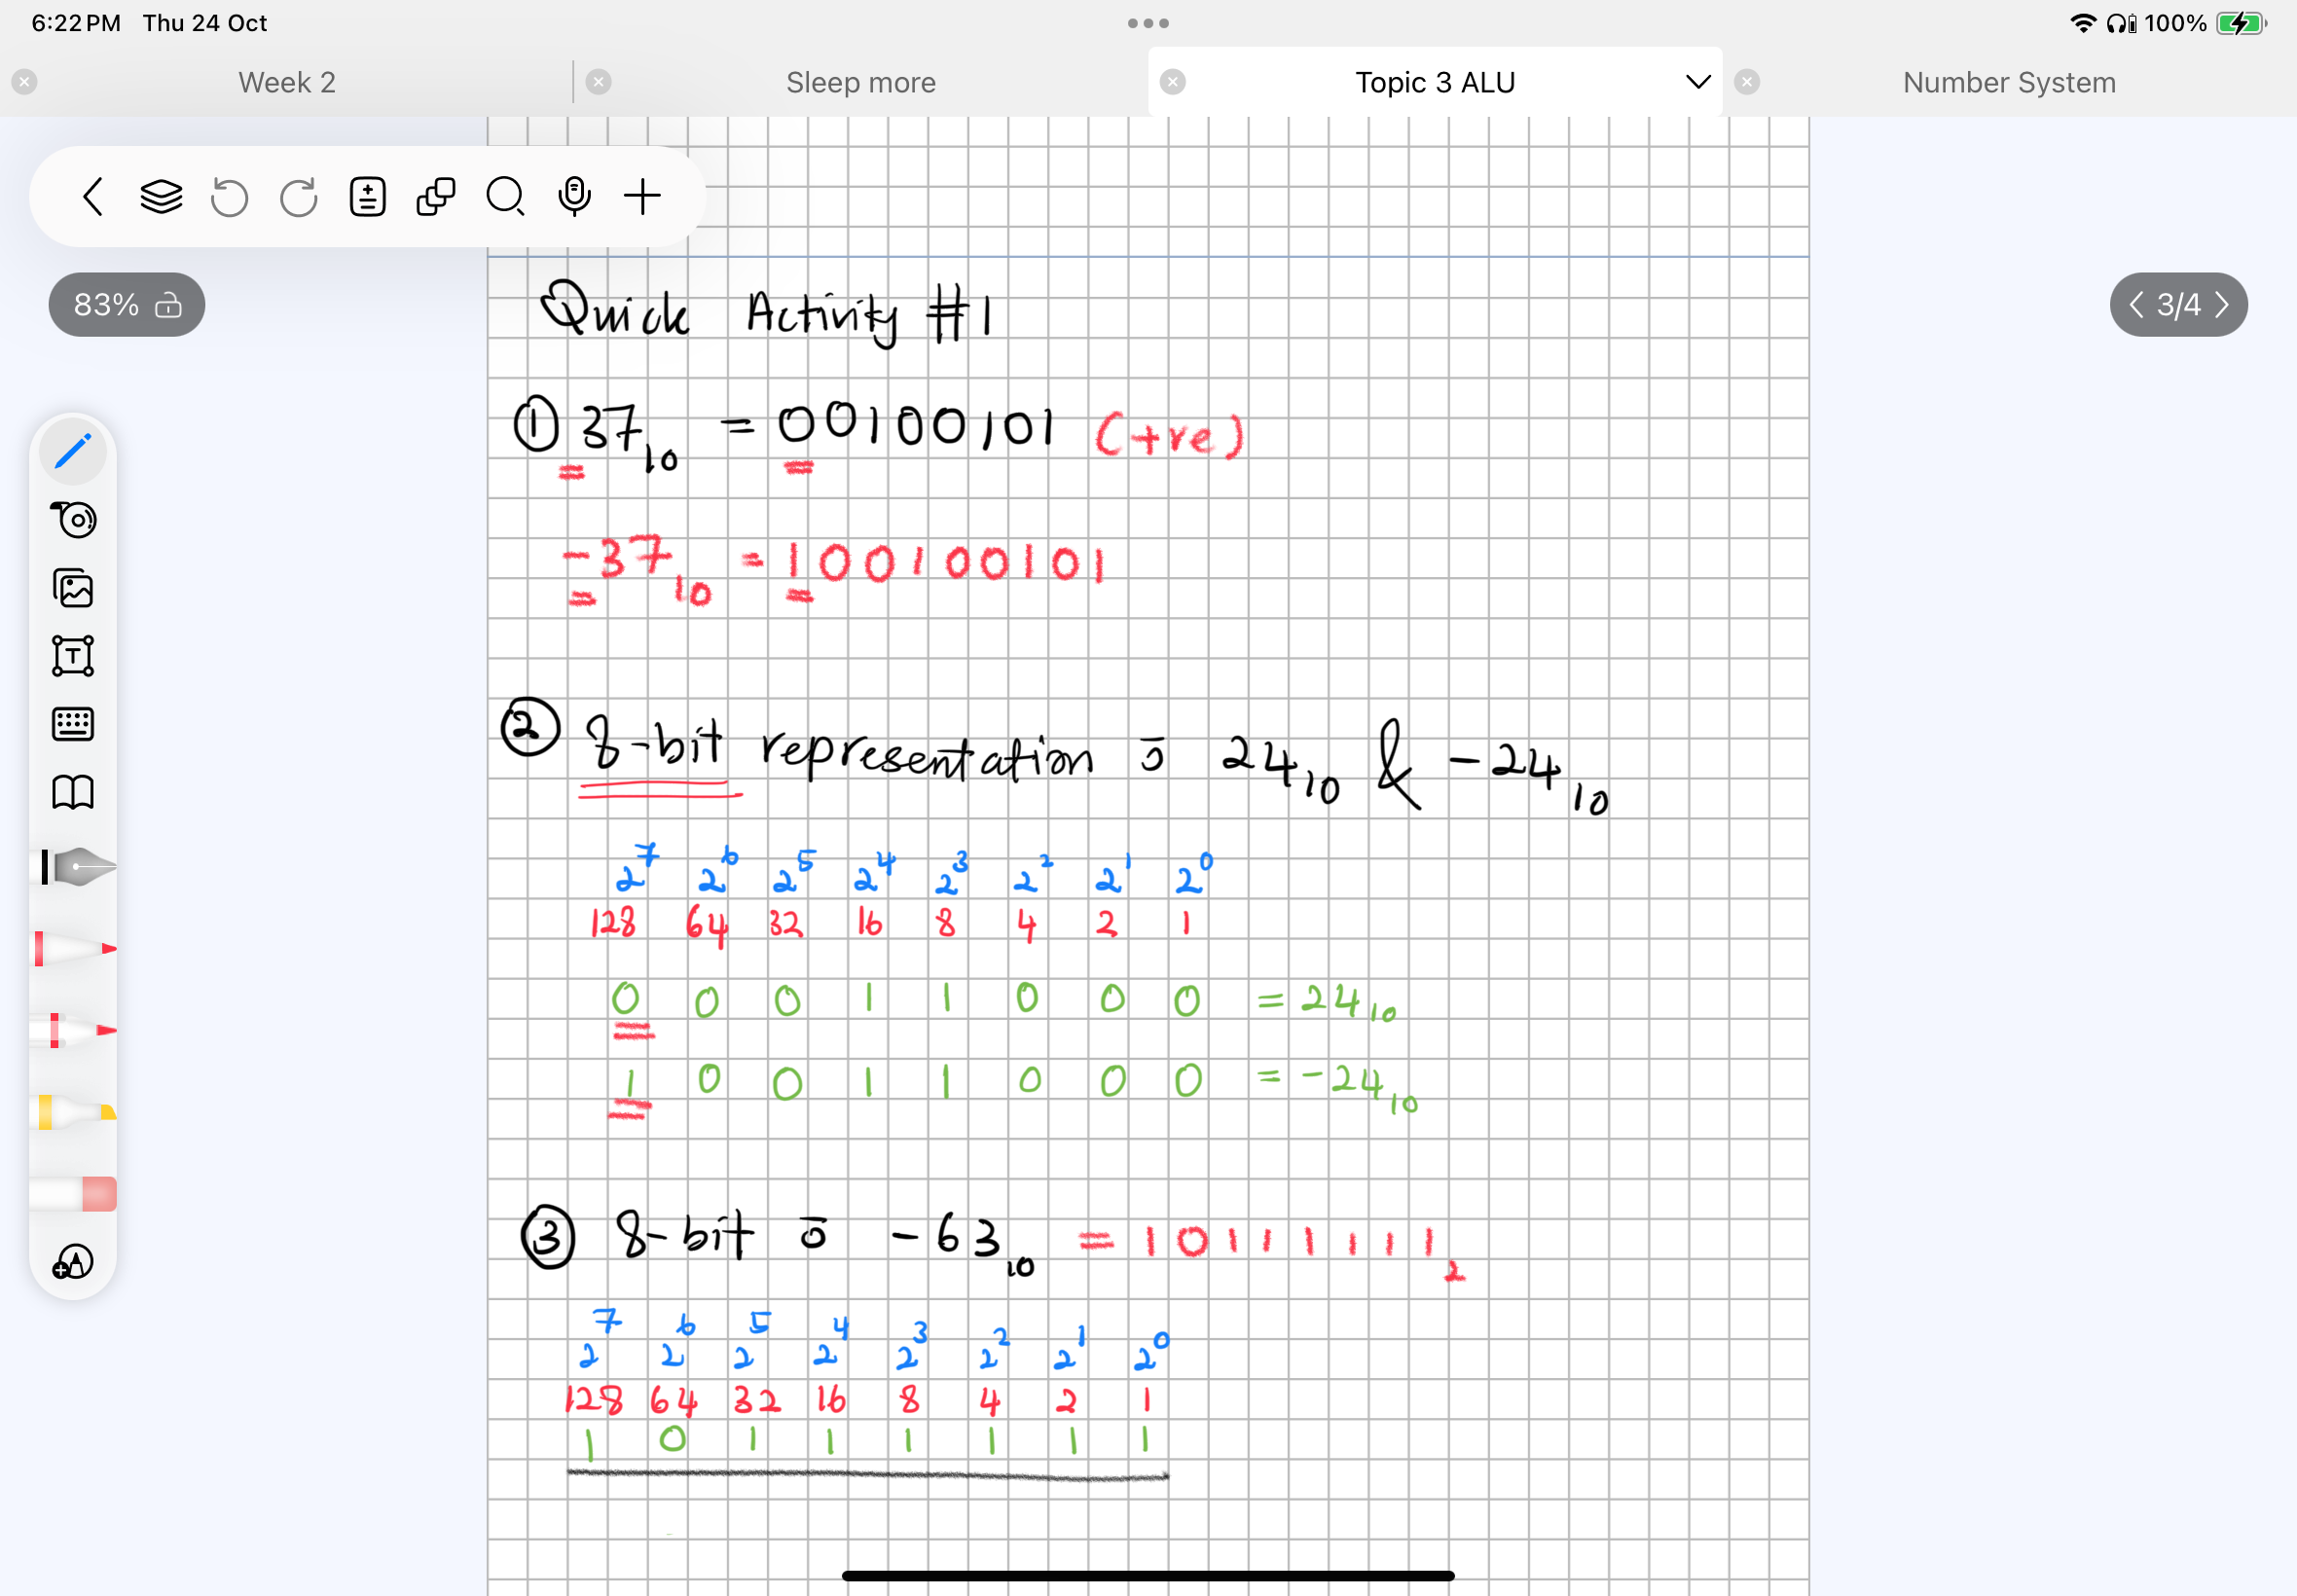 6:22 PM Thu 24 Oct 100%
Week 2 Sleep more Topic 3 ALU Number System
83% 3/4
Quick Activity #1
① 37₁₀ = 00100101 (+ve)
-37₁₀ = 100100101
② 8-bit representation ō 24₁₀ & -24₁₀
2⁷ 2⁶ 2⁵ 2⁴ 2³ 2² 2¹ 2⁰
128 64 32 16 8 4 2 1
0 0 0 1 1 0 0 0 = 24₁₀
1 0 0 1 1 0 0 0 = -24₁₀
③ 8-bit ō -63₁₀ = 10111111₂
2⁷ 2⁶ 2⁵ 2⁴ 2³ 2² 2¹ 2⁰
128 64 32 16 8 4 2 1
1 0 1 1 1 1 1 1